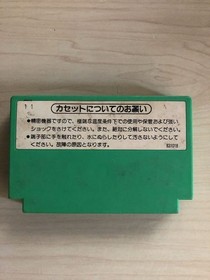 カセットについてのお願い
●精密機器ですので、極端な温度条件下での使用や保管および強い
ショックをさけてください。また、絶対に分解しないでください。
●端子部に手を触れたり、水にぬらしたりして汚さないようにして
ください。故障の原因となります。